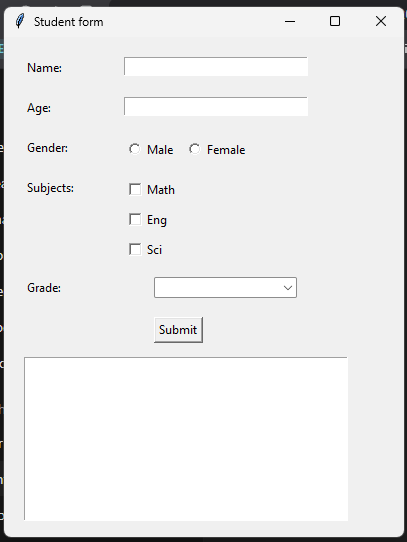 Student form
Name:
Age:
Gender: Male Female
Subjects: Math
Eng
Sci
Grade:
Submit